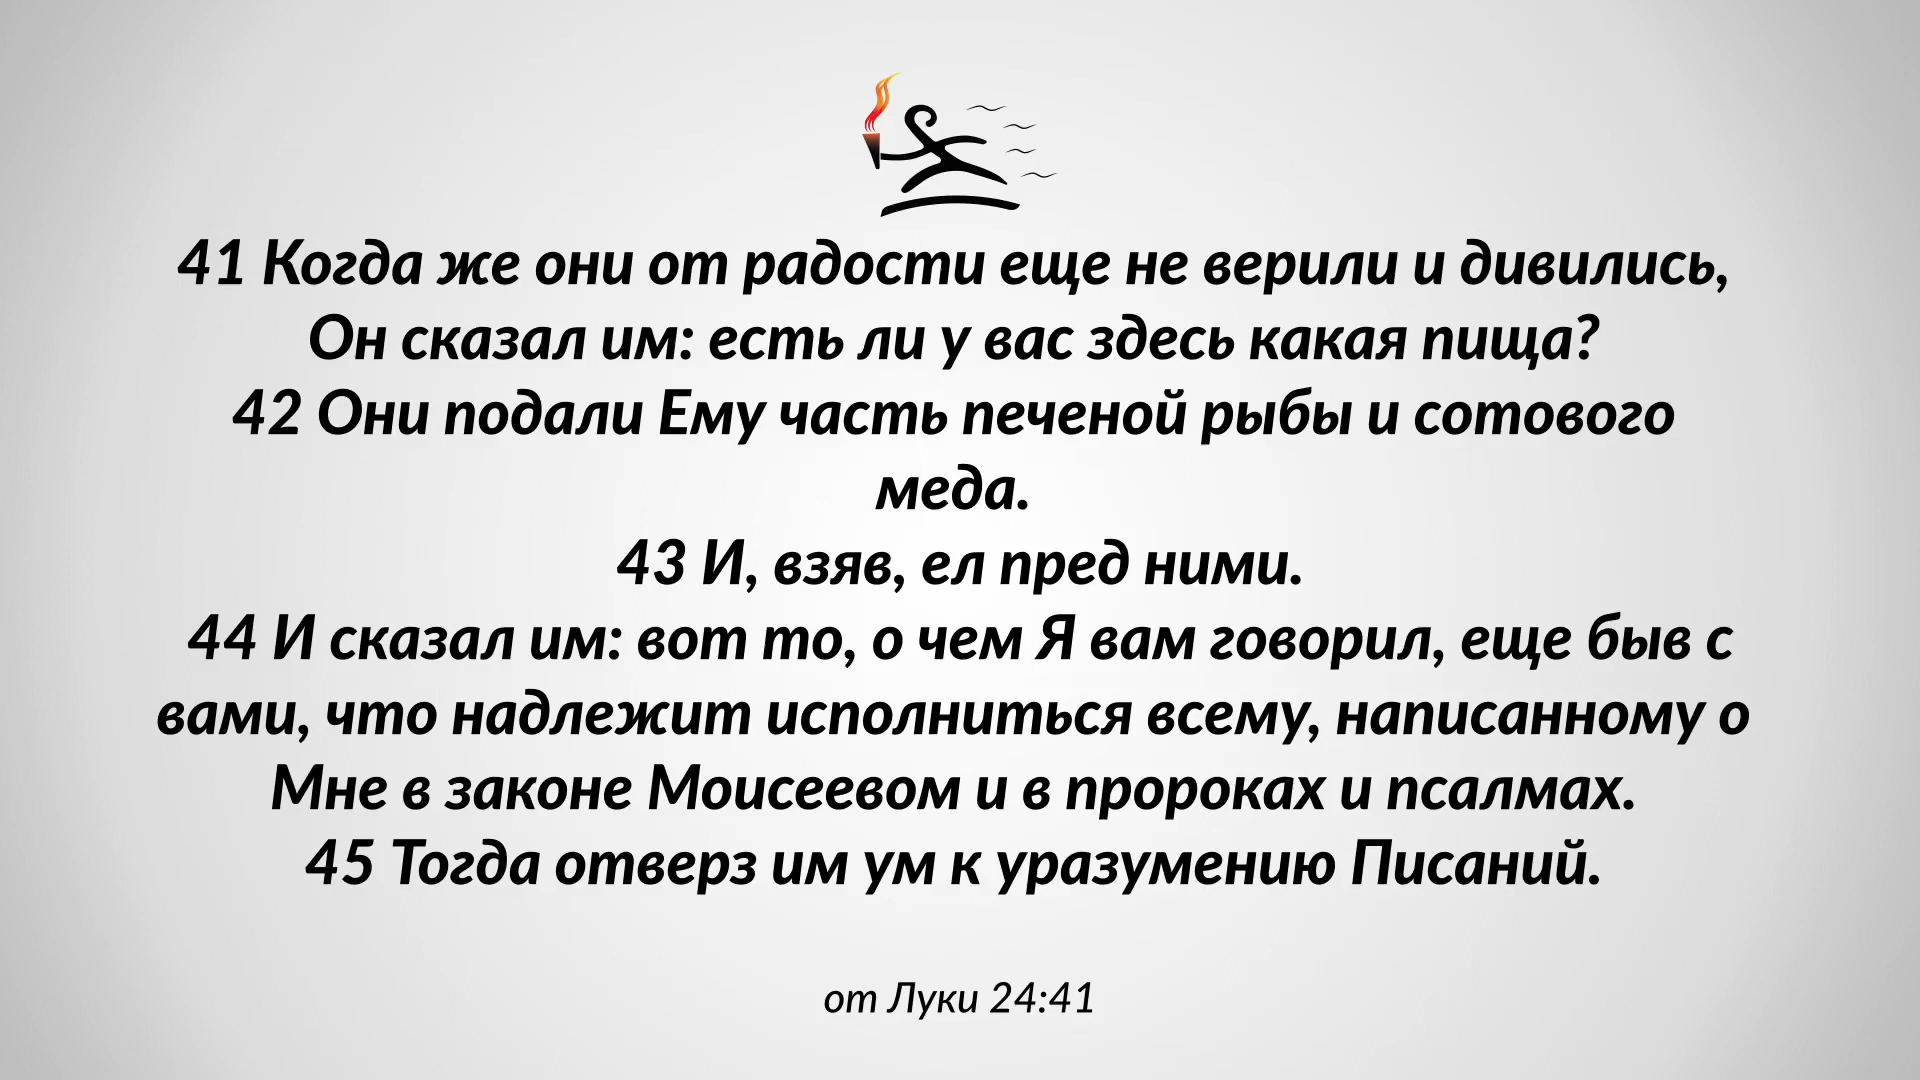 41 Когда же они от радости еще не верили и дивились,
Он сказал им: есть ли у вас здесь какая пища?
42 Они подали Ему часть печеной рыбы и сотового
меда.
43 И, взяв, ел пред ними.
44 И сказал им: вот то, о чем Я вам говорил, еще быв с
вами, что надлежит исполниться всему, написанному о
Мне в законе Моисеевом и в пророках и псалмах.
45 Тогда отверз им ум к уразумению Писаний.
от Луки 24:41